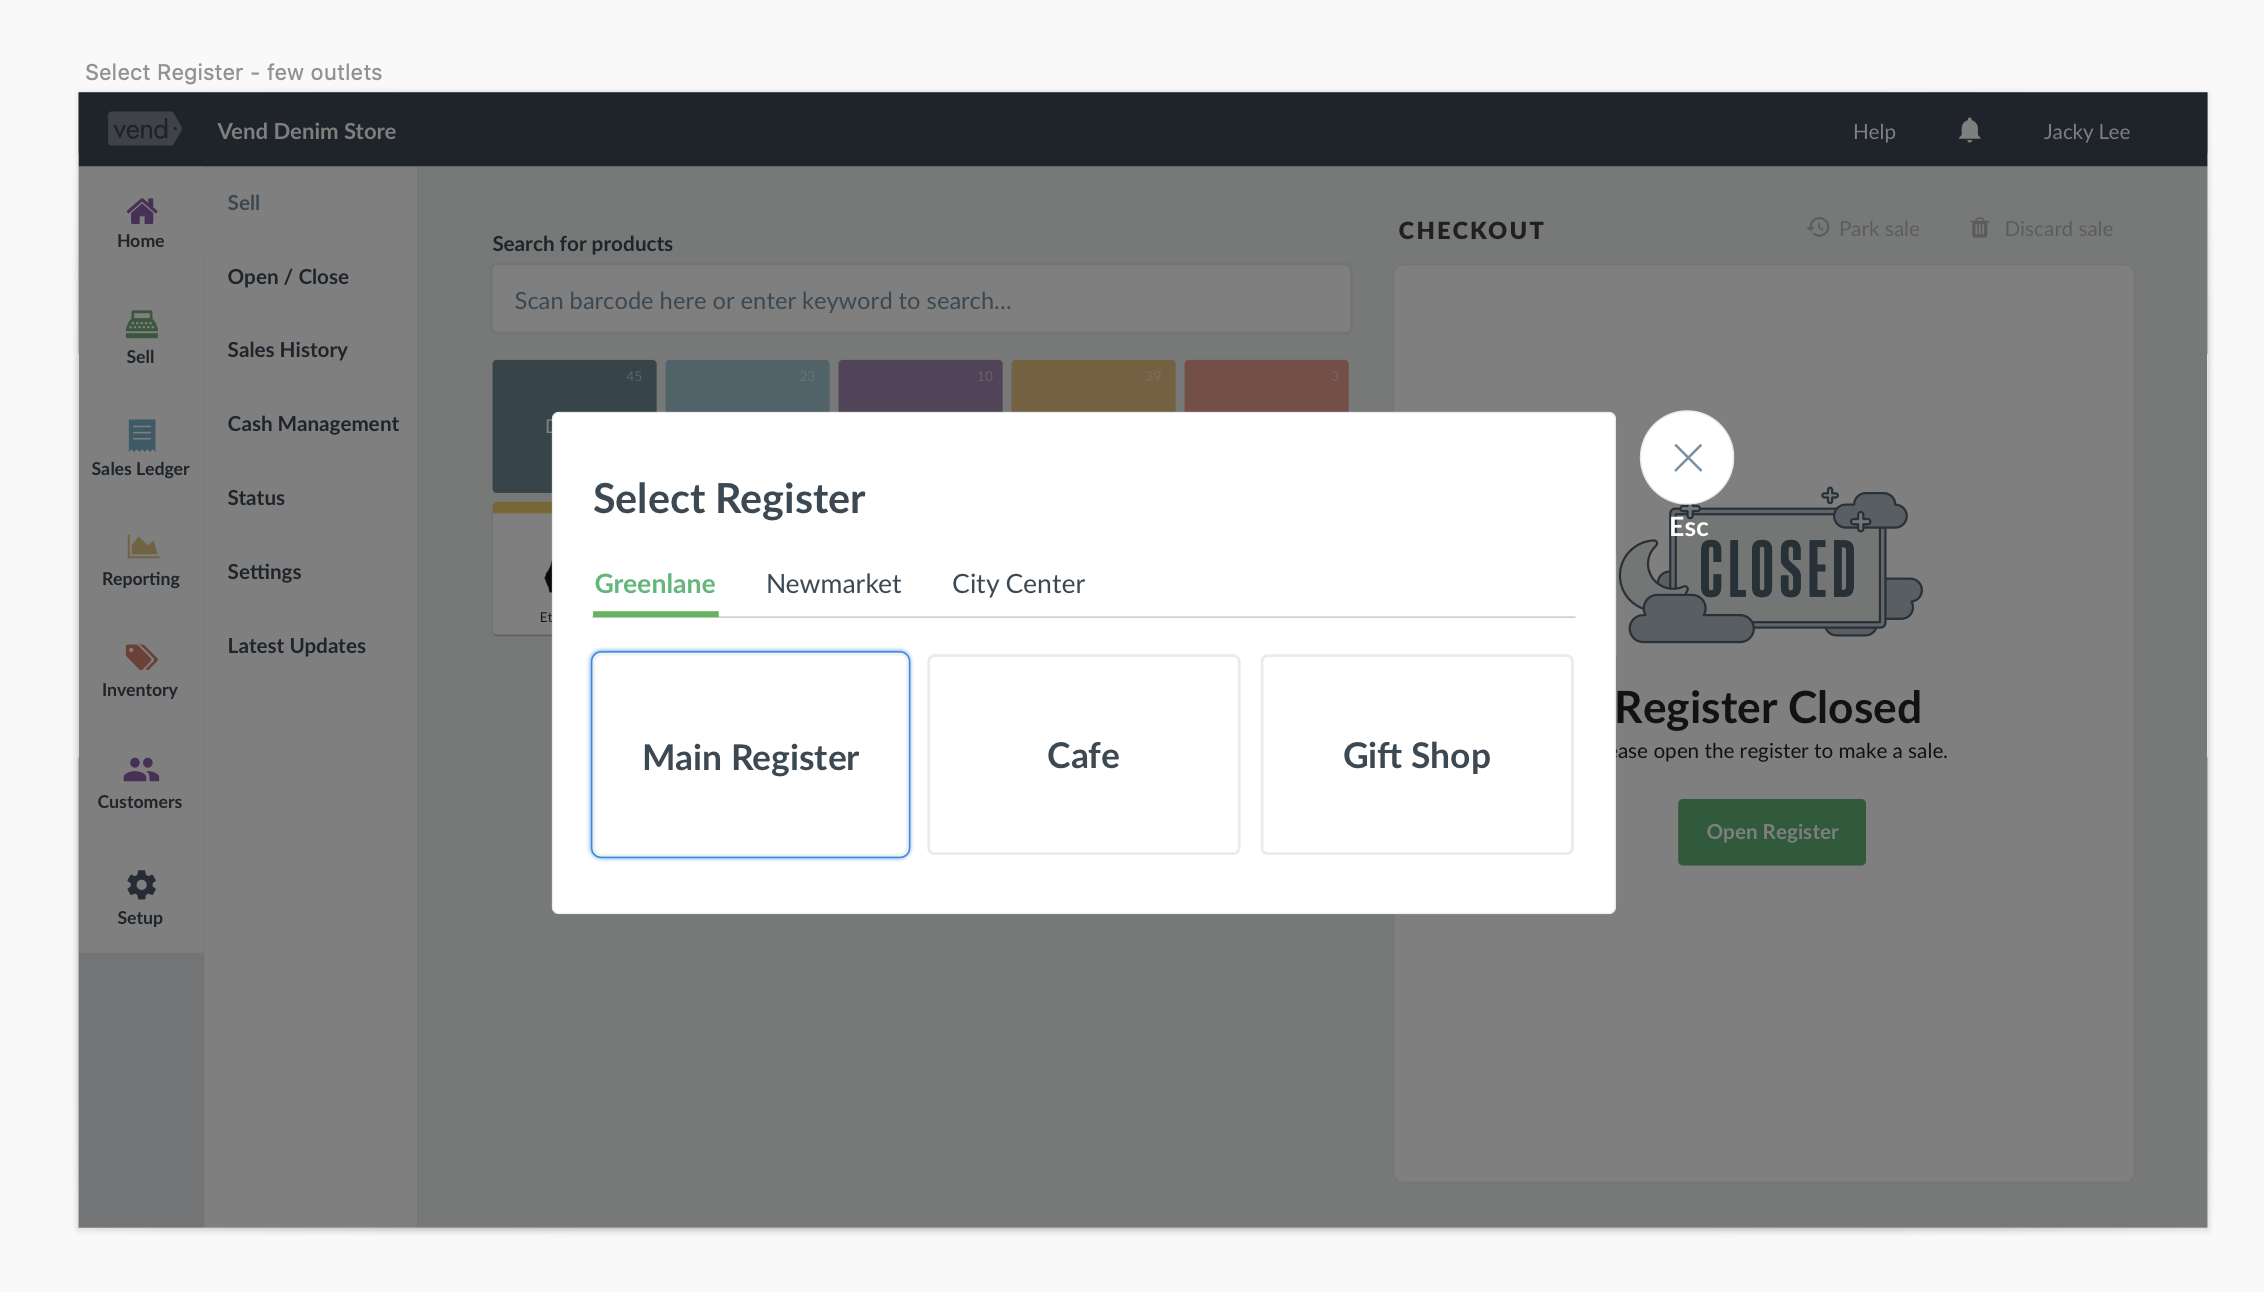 Select Register - few outlets
vend
Vend Denim Store
Help
Jacky Lee
Home
Sell
Sales Ledger
Reporting
Inventory
Customers
Setup
Sell
Open / Close
Sales History
Cash Management
Status
Settings
Latest Updates
Search for products
Scan barcode here or enter keyword to search...
45
23
10
39
3
CHECKOUT
Park sale
Discard sale
Select Register
Greenlane
Newmarket
City Center
Main Register
Cafe
Gift Shop
Esc
CLOSED
Register Closed
ease open the register to make a sale.
Open Register